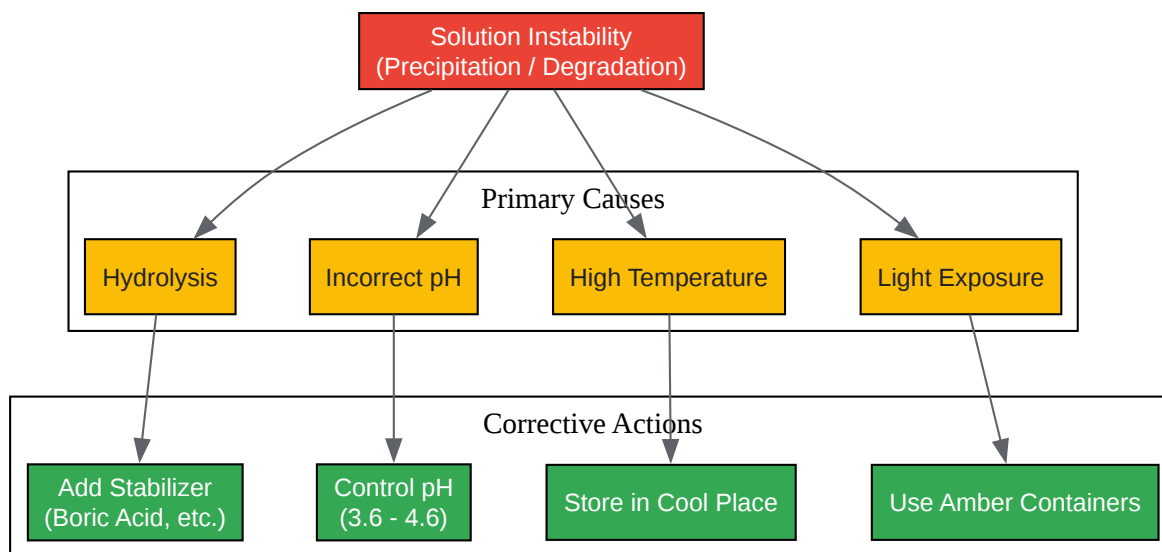 Solution Instability
(Precipitation / Degradation)
Primary Causes
Hydrolysis
Incorrect pH
High Temperature
Light Exposure
Corrective Actions
Add Stabilizer
(Boric Acid, etc.)
Control pH
(3.6 - 4.6)
Store in Cool Place
Use Amber Containers